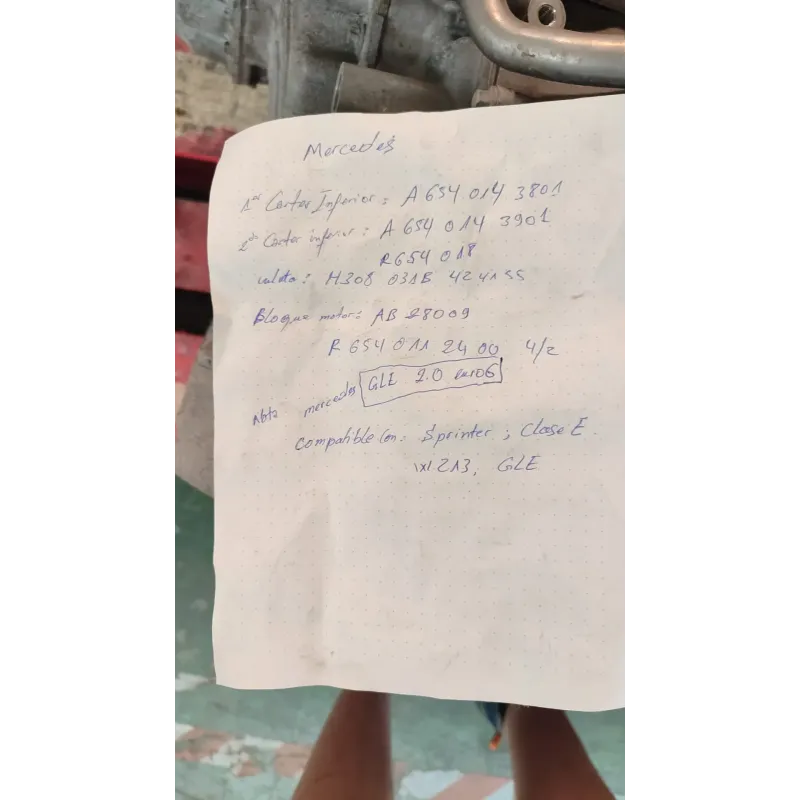 Mercedes
1er Carter Inferior: A 654 014 3801
2do Carter inferior: A 654 014 3901
R654 018
culata: H308 031B 424155
Bloque motor: AB 28009
R 654 011 24 00 4/2
Nota mercedes GLE 2.0 euro6
Compatible con: Sprinter; Clase E.
W213, GLE